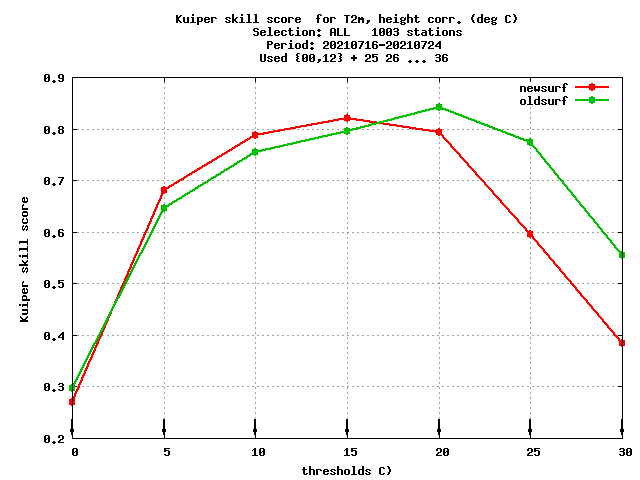 Kuiper skill score  for T2m, height corr. (deg C)
Selection: ALL   1003 stations
Period: 20210716-20210724
Used {00,12} + 25 26 ... 36
newsurf
oldsurf
0.9
0.8
0.7
0.6
0.5
0.4
0.3
0.2
Kuiper skill score
0 5 10 15 20 25 30
thresholds C)